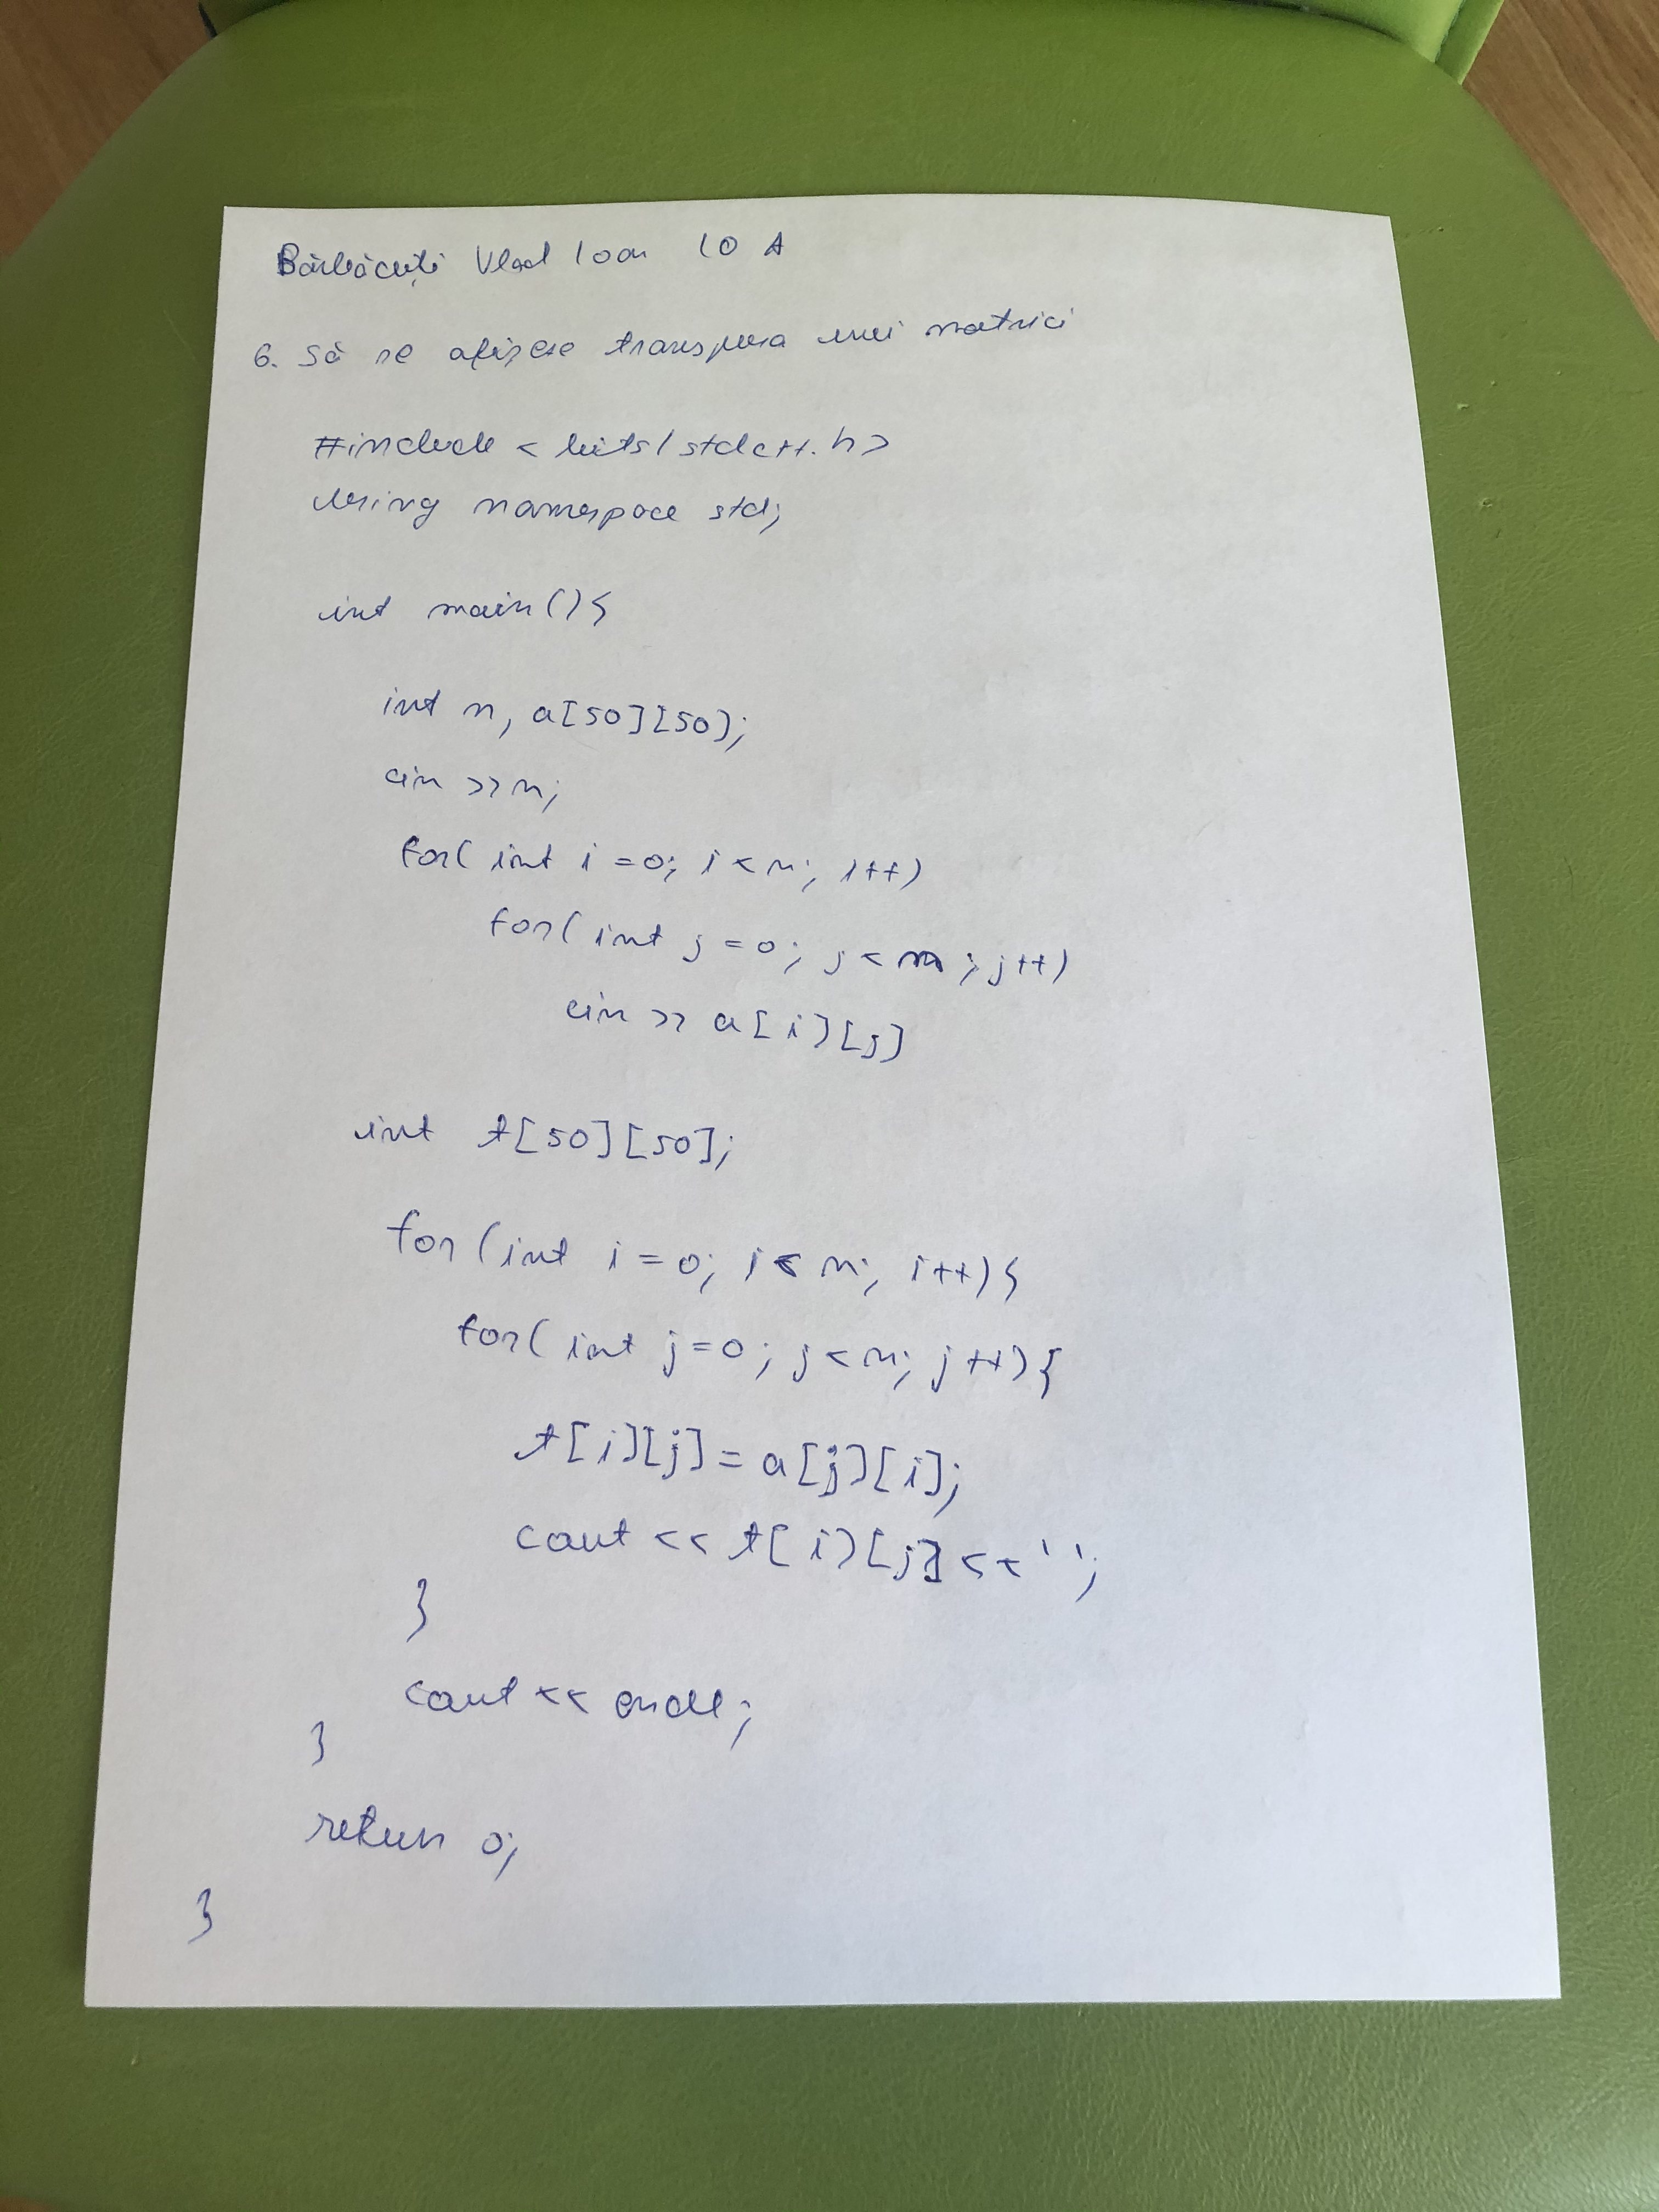 Bărbăcuți Vlad Ioan 10 A
6. Să se afișeze transpusa unei matrici
#include <bits/stdc++.h>
using namespace std;
int main(){
int n, a[50][50];
cin >> n;
for( int i = 0; i < n; i++)
for( int j = 0; j < n; j++)
cin >> a[i][j]
int t[50][50];
for (int i = 0; i < n; i++){
for( int j = 0; j < n; j++){
t[i][j] = a[j][i];
cout << t[i][j] << ' ';
}
cout << endl;
}
return 0;
}